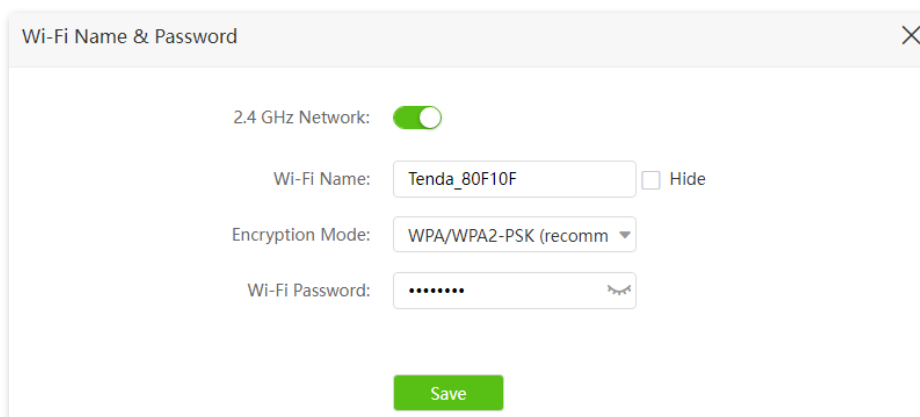 Wi-Fi Name & Password
2.4 GHz Network:
Wi-Fi Name: Tenda_80F10F Hide
Encryption Mode: WPA/WPA2-PSK (recomm
Wi-Fi Password: ••••••••
Save